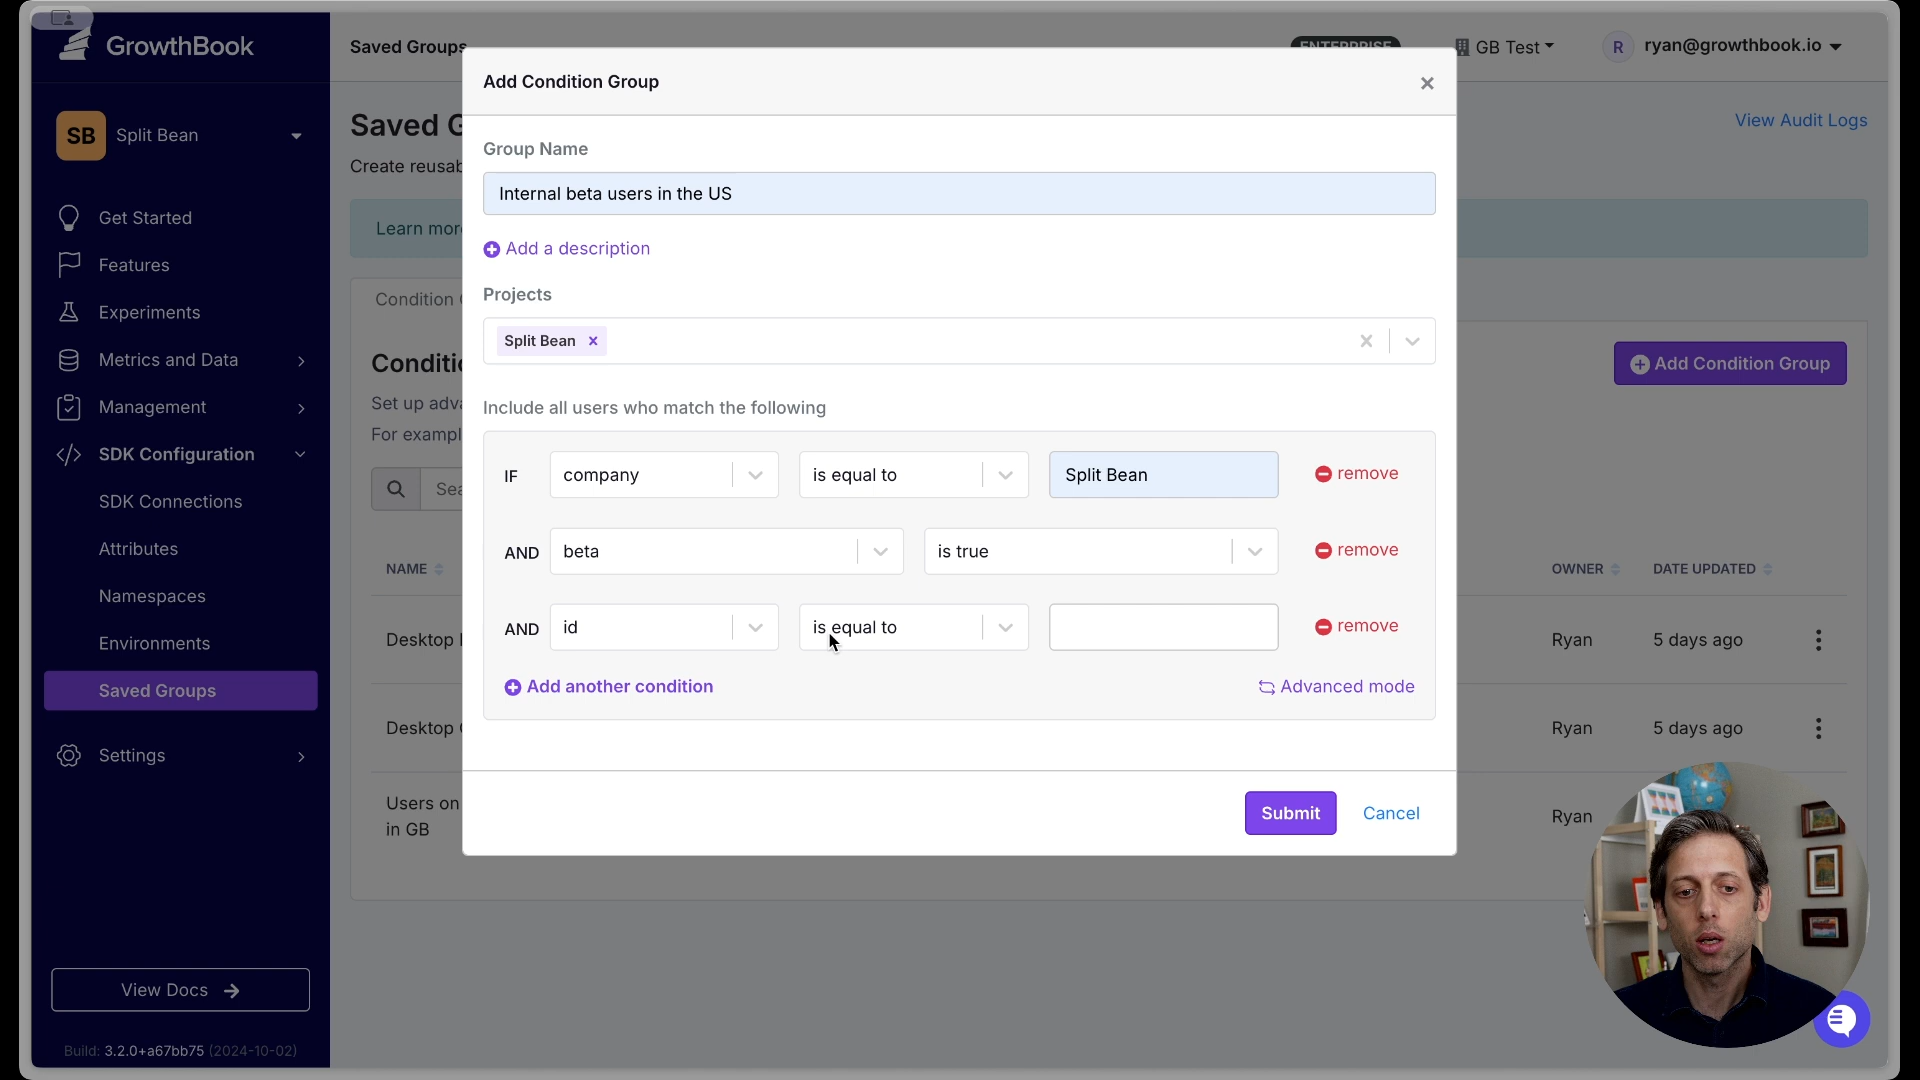 GrowthBook
SB
Split Bean
Get Started
Features
Experiments
Metrics and Data
Management
SDK Configuration
SDK Connections
Attributes
Namespaces
Environments
Saved Groups
Settings
View Docs
Build: 3.2.0+a67bb75 (2024-10-02)
Saved Groups
ENTERPRISE
GB Test
R
ryan@growthbook.io
Saved G
View Audit Logs
Create reusab
Learn mor
Condition
Conditi
Add Condition Group
Set up adva
For exampl
Sea
NAME
OWNER
DATE UPDATED
Desktop
Ryan
5 days ago
Desktop
Ryan
5 days ago
Users on
in GB
Ryan
Add Condition Group
Group Name
Internal beta users in the US
Add a description
Projects
Split Bean
Include all users who match the following
IF
company
is equal to
Split Bean
remove
AND
beta
is true
remove
AND
id
is equal to
remove
Add another condition
Advanced mode
Submit
Cancel